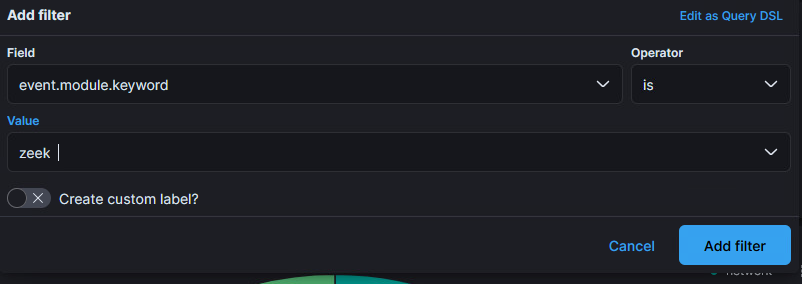 Add filter
Edit as Query DSL
Field
Operator
event.module.keyword
is
Value
zeek
Create custom label?
Cancel
Add filter
network